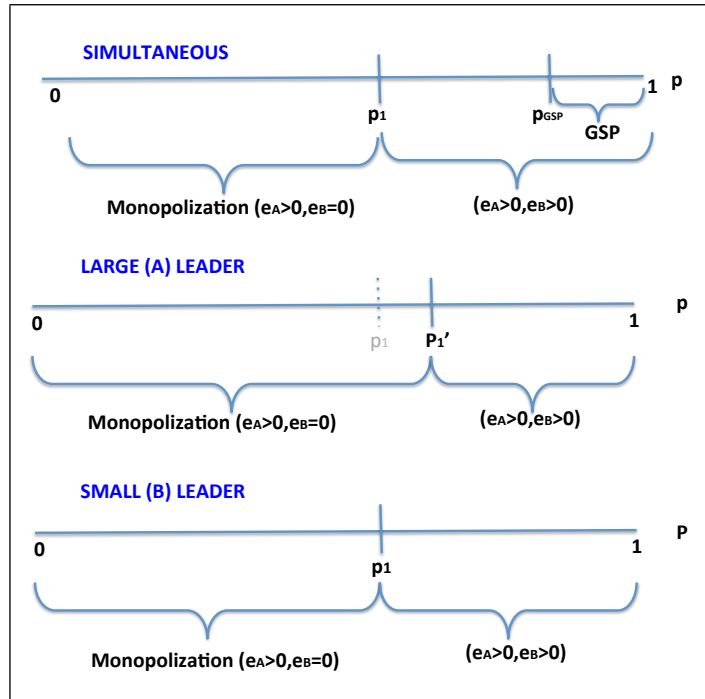 SIMULTANEOUS
0 1 p
p1 pGSP GSP
Monopolization (eA>0,eB=0) (eA>0,eB>0)
LARGE (A) LEADER
0 1 p
p1 P1’
Monopolization (eA>0,eB=0) (eA>0,eB>0)
SMALL (B) LEADER
0 1 P
p1
Monopolization (eA>0,eB=0) (eA>0,eB>0)